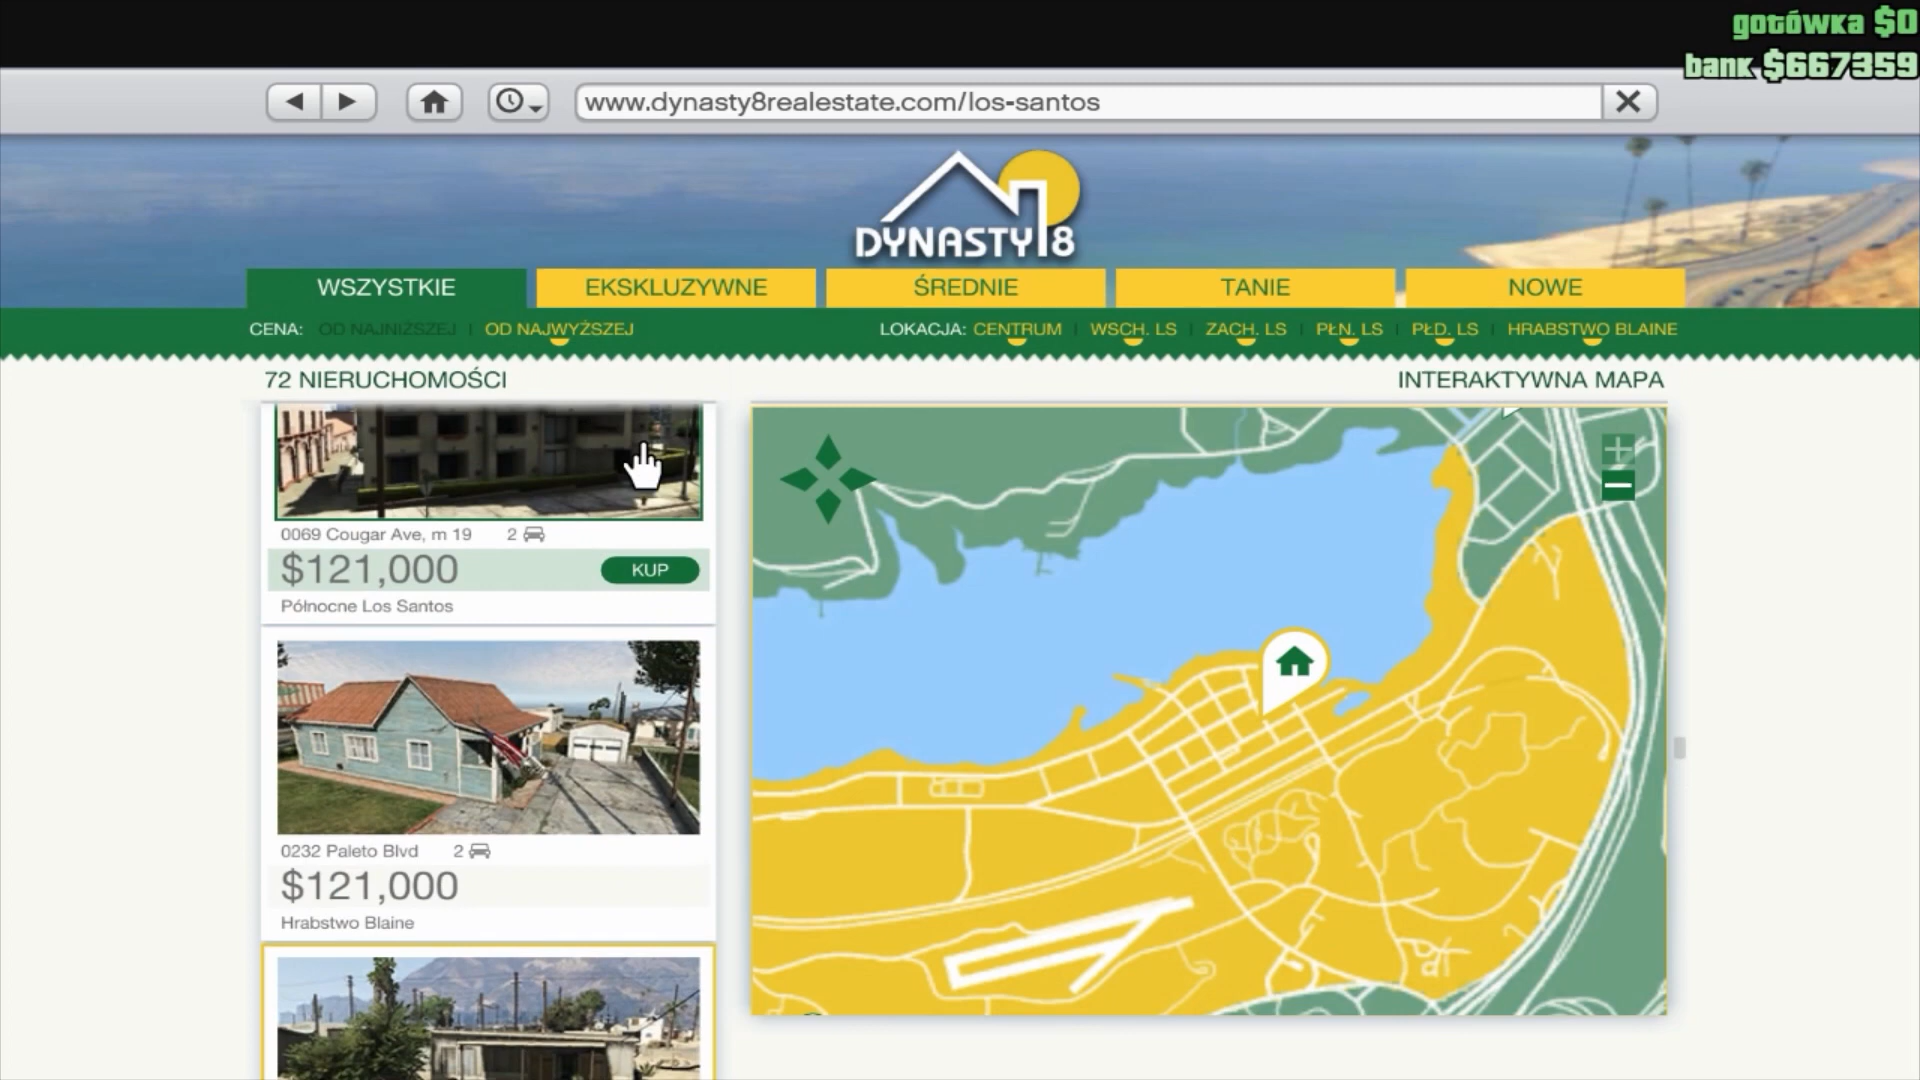 gotówka $0
bank $667359
www.dynasty8realestate.com/los-santos
DYNASTY 8
WSZYSTKIE EKSKLUZYWNE ŚREDNIE TANIE NOWE
CENA: OD NAJNIŻSZEJ | OD NAJWYŻSZEJ LOKACJA: CENTRUM | WSCH. LS | ZACH. LS | PŁN. LS | PŁD. LS | HRABSTWO BLAINE
72 NIERUCHOMOŚCI INTERAKTYWNA MAPA
0069 Cougar Ave, m 19 2
$121,000 KUP
Północne Los Santos
0232 Paleto Blvd 2
$121,000
Hrabstwo Blaine